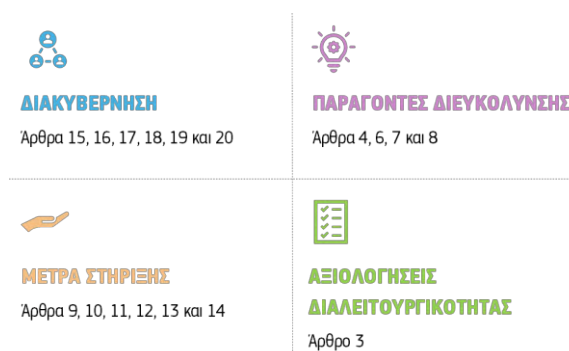 ΔΙΑΚΥΒΕΡΝΗΣΗ
Άρθρα 15, 16, 17, 18, 19 και 20
ΠΑΡΑΓΟΝΤΕΣ ΔΙΕΥΚΟΛΥΝΣΗΣ
Άρθρα 4, 6, 7 και 8
ΜΕΤΡΑ ΣΤΗΡΙΞΗΣ
Άρθρα 9, 10, 11, 12, 13 και 14
ΑΞΙΟΛΟΓΗΣΕΙΣ
ΔΙΑΛΕΙΤΟΥΡΓΙΚΟΤΗΤΑΣ
Άρθρο 3